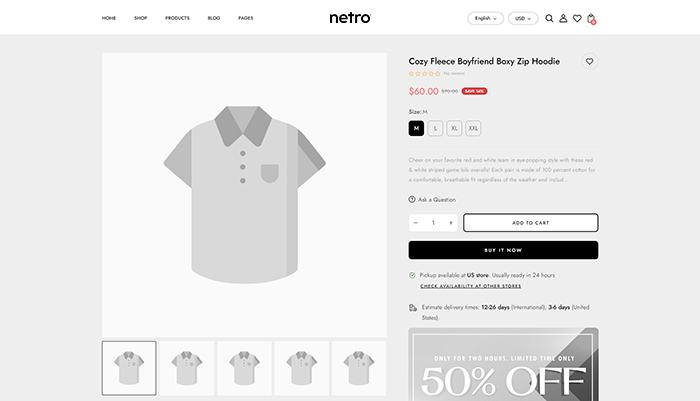 HOME SHOP PRODUCTS BLOG PAGES netro English USD
Cozy Fleece Boyfriend Boxy Zip Hoodie
No reviews
$60.00 $70.00 SAVE 14%
Size: M
M L XL XXL
Cheer on your favorite red and white team in eye-popping style with these red
& white striped game bib overalls! Each pair is made of 100 percent cotton for
a comfortable, breathable fit regardless of the weather and includ...
Ask a Question
− 1 + ADD TO CART
BUY IT NOW
Pickup available at US store. Usually ready in 24 hours
CHECK AVAILABILITY AT OTHER STORES
Estimate delivery times: 12-26 days (International), 3-6 days (United
States).
ONLY FOR TWO HOURS. LIMITED TIME ONLY
50% OFF